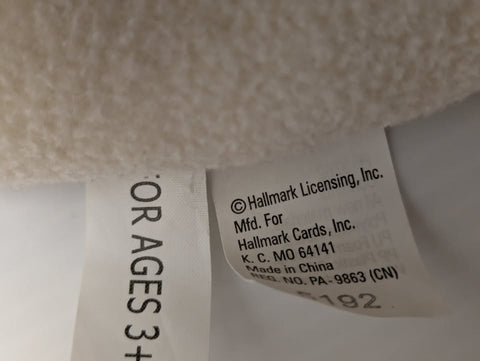 FOR AGES 3+
© Hallmark Licensing, Inc.
Mfd. For
Hallmark Cards, Inc.
K. C. MO 64141
Made in China
REG. NO. PA-9863 (CN)
5192